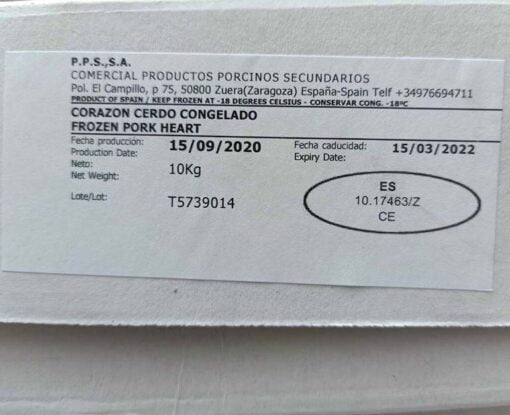 P.P.S.,S.A.
COMERCIAL PRODUCTOS PORCINOS SECUNDARIOS
Pol. El Campillo, p 75, 50800 Zuera(Zaragoza) España-Spain Telf +34976694711
PRODUCT OF SPAIN / KEEP FROZEN AT -18 DEGREES CELSIUS - CONSERVAR CONG. -18ºC
CORAZON CERDO CONGELADO
FROZEN PORK HEART
Fecha producción: 15/09/2020 Fecha caducidad: 15/03/2022
Production Date: Expiry Date:
Neto: 10Kg
Net Weight:
Lote/Lot: T5739014
ES
10.17463/Z
CE